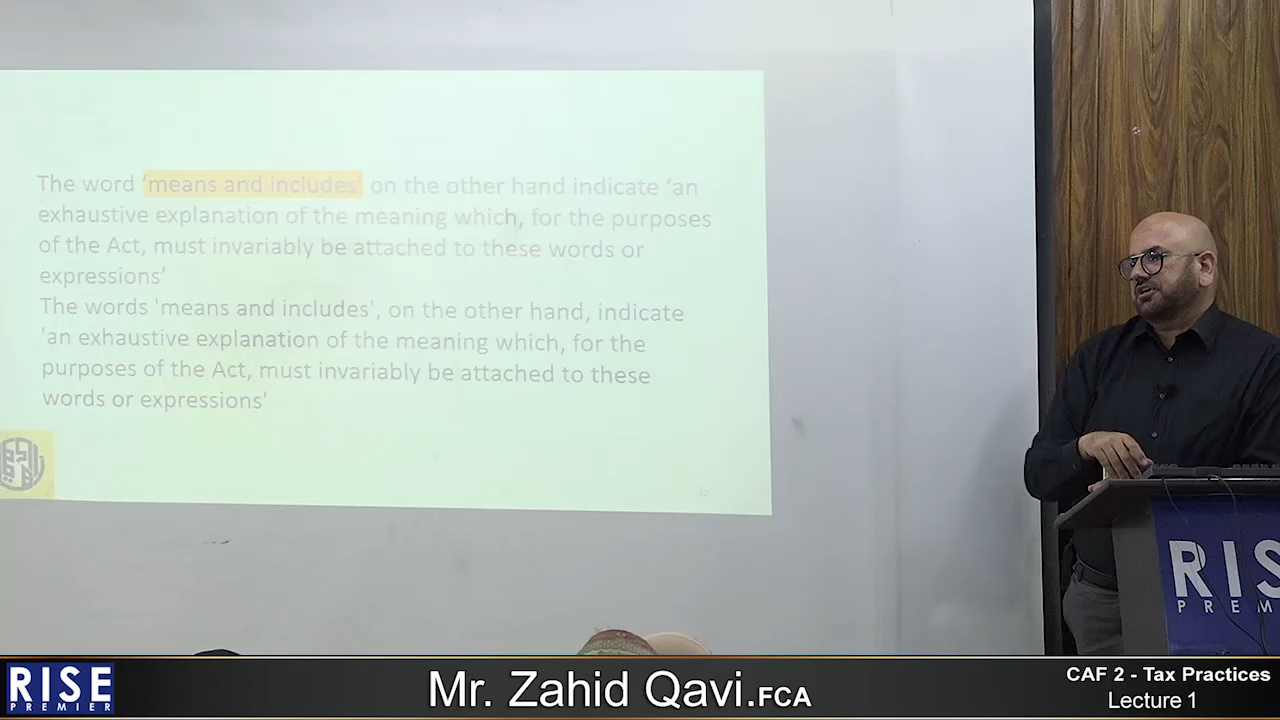 The word ‘means and includes’ on the other hand indicate ‘an
exhaustive explanation of the meaning which, for the purposes
of the Act, must invariably be attached to these words or
expressions’
The words 'means and includes', on the other hand, indicate
'an exhaustive explanation of the meaning which, for the
purposes of the Act, must invariably be attached to these
words or expressions'
RIS
PREM
RISE
PREMIER
Mr. Zahid Qavi.FCA
CAF 2 - Tax Practices
Lecture 1